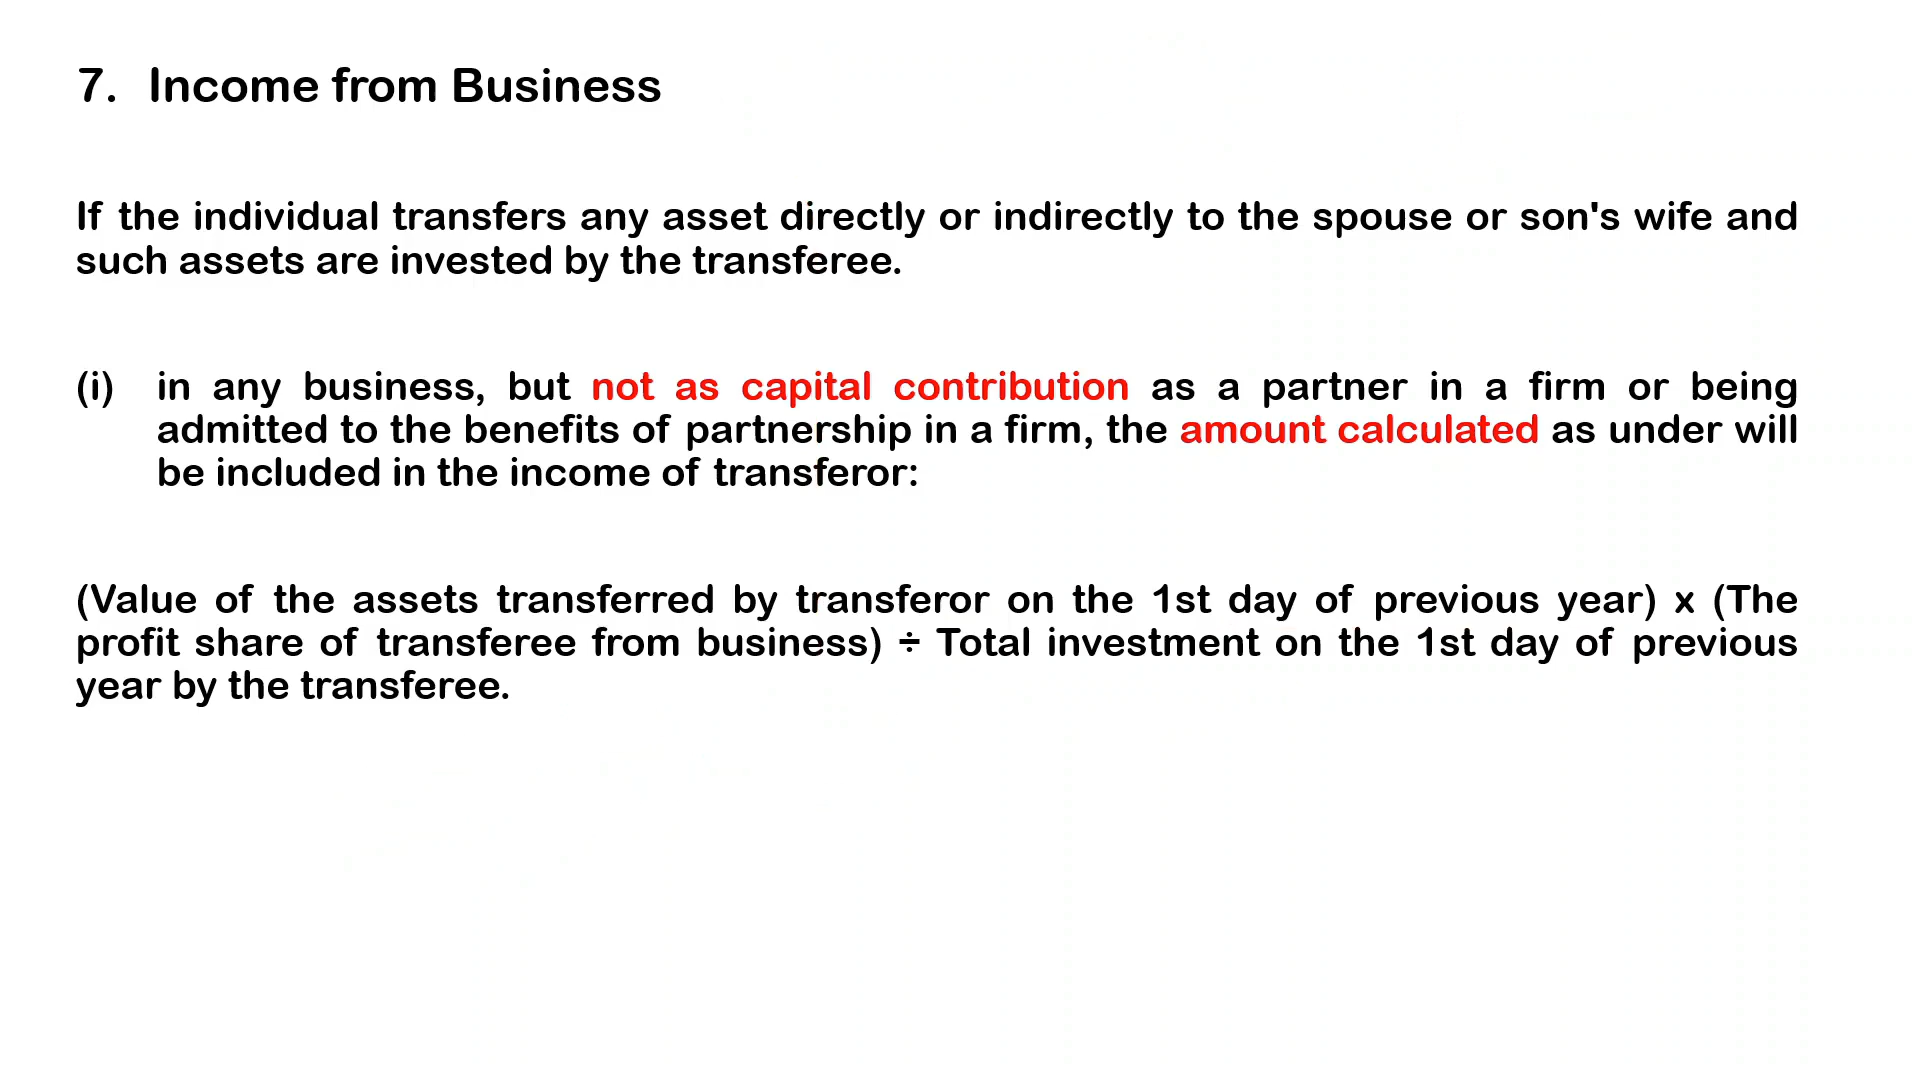 7. Income from Business
If the individual transfers any asset directly or indirectly to the spouse or son's wife and
such assets are invested by the transferee.
(i) in any business, but not as capital contribution as a partner in a firm or being
admitted to the benefits of partnership in a firm, the amount calculated as under will
be included in the income of transferor:
(Value of the assets transferred by transferor on the 1st day of previous year) x (The
profit share of transferee from business) ÷ Total investment on the 1st day of previous
year by the transferee.